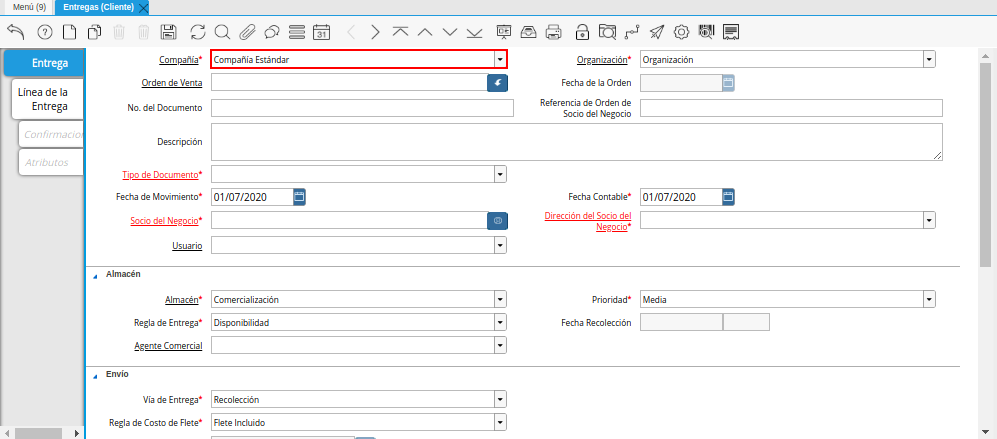 Menú (9)
Entregas (Cliente)
31
Entrega
Línea de la
Entrega
Confirmacion
Atributos
Compañía*
Compañía Estándar
Organización*
Organización
Orden de Venta
Fecha de la Orden
No. del Documento
Referencia de Orden de
Socio del Negocio
Descripción
Tipo de Documento*
Fecha de Movimiento*
01/07/2020
Fecha Contable*
01/07/2020
Socio del Negocio*
Dirección del Socio del
Negocio*
Usuario
Almacén
Almacén*
Comercialización
Prioridad*
Media
Regla de Entrega*
Disponibilidad
Fecha Recolección
Agente Comercial
Envío
Vía de Entrega*
Recolección
Regla de Costo de Flete*
Flete Incluido